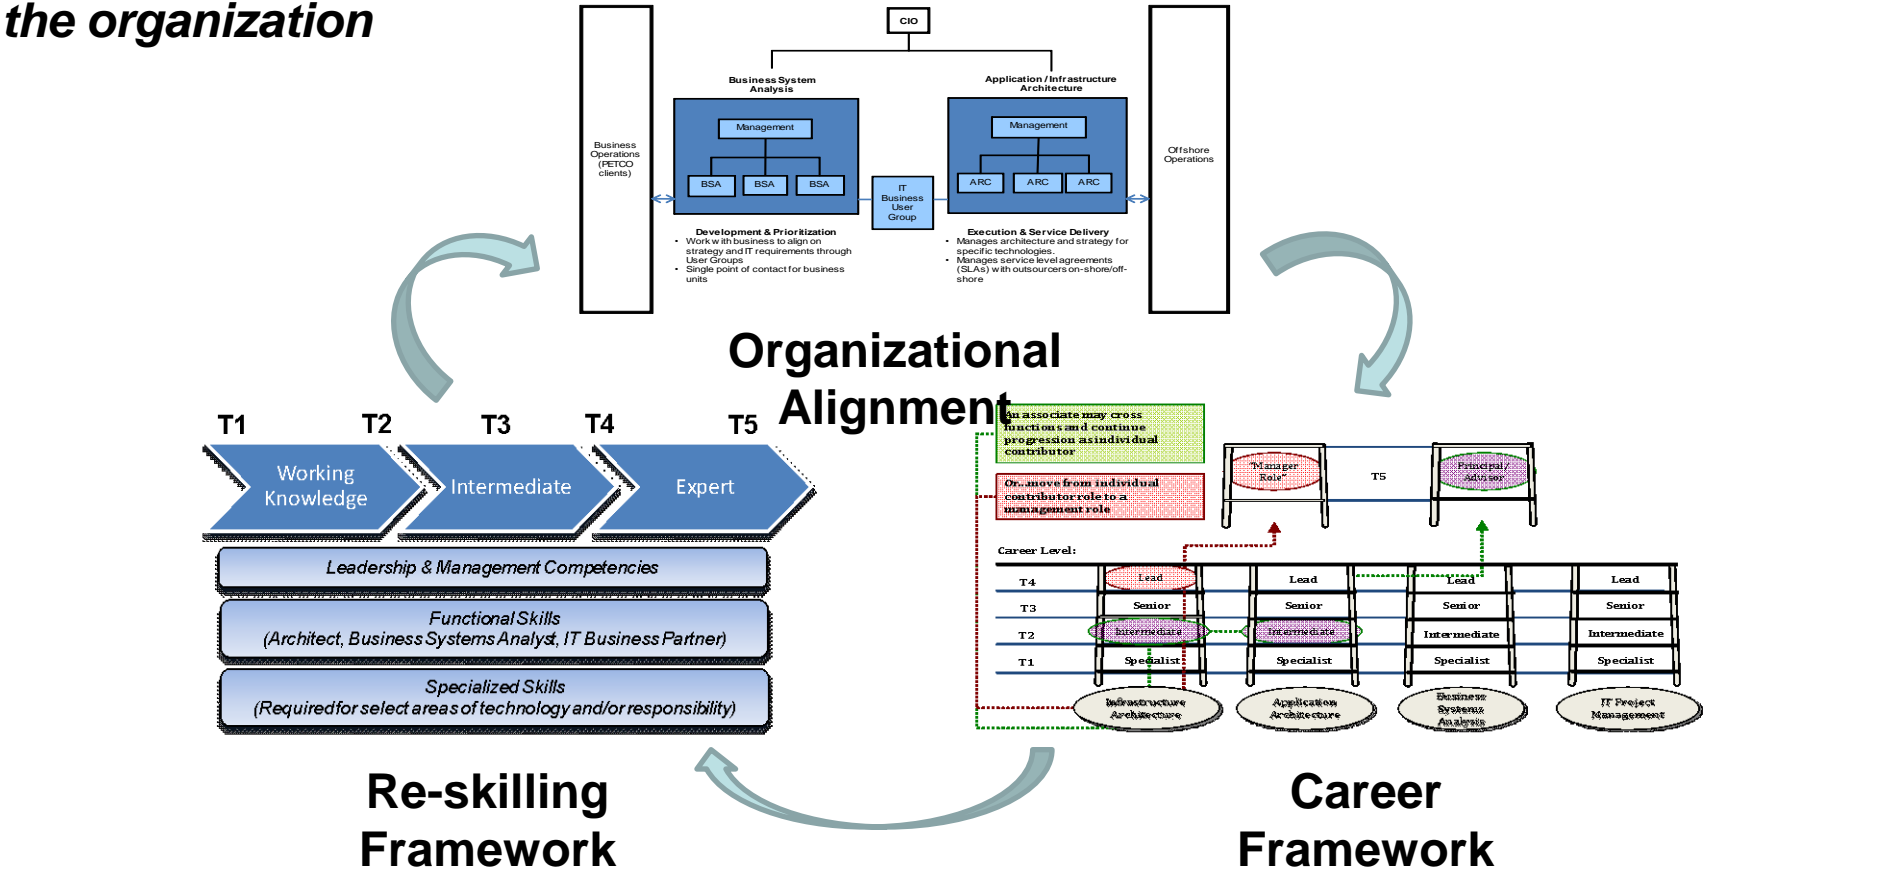 the organization
CIO
Business System
Analysis
Application / Infrastructure
Architecture
Business
Operations
(PETCO
clients)
Management
BSA
BSA
BSA
IT
Business
User
Group
Management
ARC
ARC
ARC
Offshore
Operations
Development & Prioritization
• Work with business to align on
strategy and IT requirements through
User Groups
• Single point of contact for business
units
Execution & Service Delivery
• Manages architecture and strategy for
specific technologies.
• Manages service level agreements
(SLAs) with outsourcers on-shore/off-
shore
Organizational
Alignment
T1
T2
T3
T4
T5
Working
Knowledge
Intermediate
Expert
Leadership & Management Competencies
Functional Skills
(Architect, Business Systems Analyst, IT Business Partner)
Specialized Skills
(Required for select areas of technology and/or responsibility)
Re-skilling
Framework
An associate may cross
functions and continue
progression as individual
contributor
Or...move from individual
contributor role to a
management role
"Manager
Role"
T5
Principal/
Advisor
Career Level:
T4
Lead
Lead
Lead
Lead
T3
Senior
Senior
Senior
Senior
T2
Intermediate
Intermediate
Intermediate
Intermediate
T1
Specialist
Specialist
Specialist
Specialist
Infrastructure
Architecture
Application
Architecture
Business
Systems
Analysis
IT Project
Management
Career
Framework